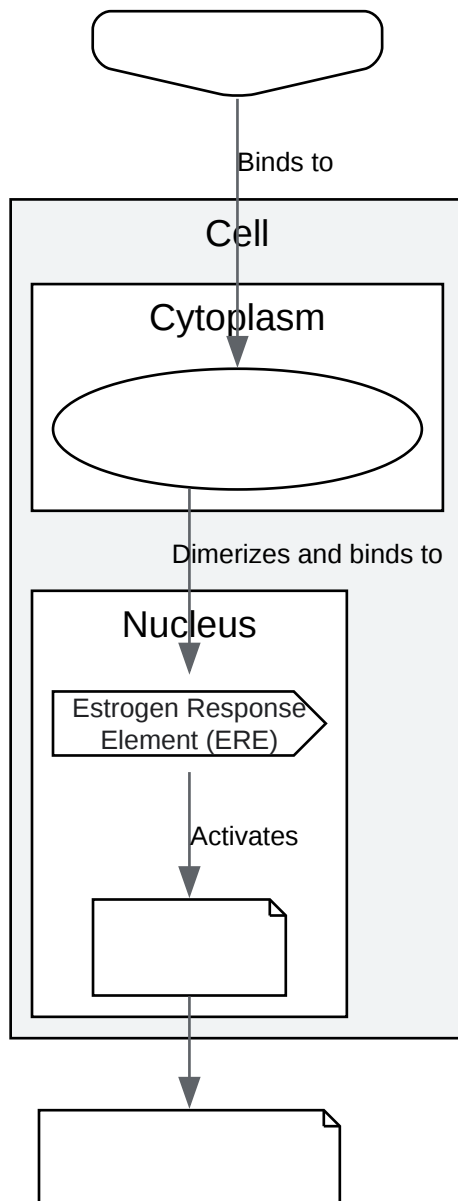 Binds to
Cell
Cytoplasm
Dimerizes and binds to
Nucleus
Estrogen Response
Element (ERE)
Activates